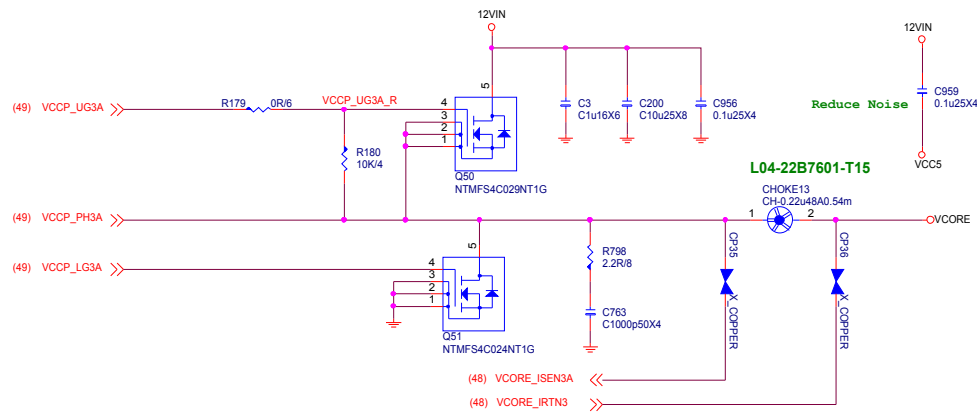 12VIN
12VIN
5
(49) VCCP_UG3A
R179
0R/6
VCCP_UG3A_R
4
3
2
1
C3
C1u16X6
C200
C10u25X8
C956
0.1u25X4
Reduce Noise
C959
0.1u25X4
R180
10K/4
Q50
NTMFS4C029NT1G
VCC5
L04-22B7601-T15
CHOKE13
CH-0.22u48A0.54m
(49) VCCP_PH3A
1
2
VCORE
5
R798
2.2R/8
CP35
CP36
(49) VCCP_LG3A
4
3
2
1
C763
C1000p50X4
X_COPPER
X_COPPER
Q51
NTMFS4C024NT1G
(48) VCORE_ISEN3A
(48) VCORE_IRTN3